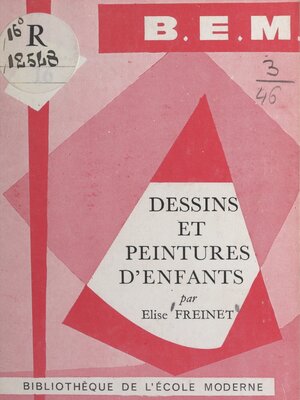 B.E.M.
16°
R
12548
3
46
DESSINS
ET
PEINTURES
D'ENFANTS
par
Elise FREINET
BIBLIOTHÈQUE DE L'ÉCOLE MODERNE